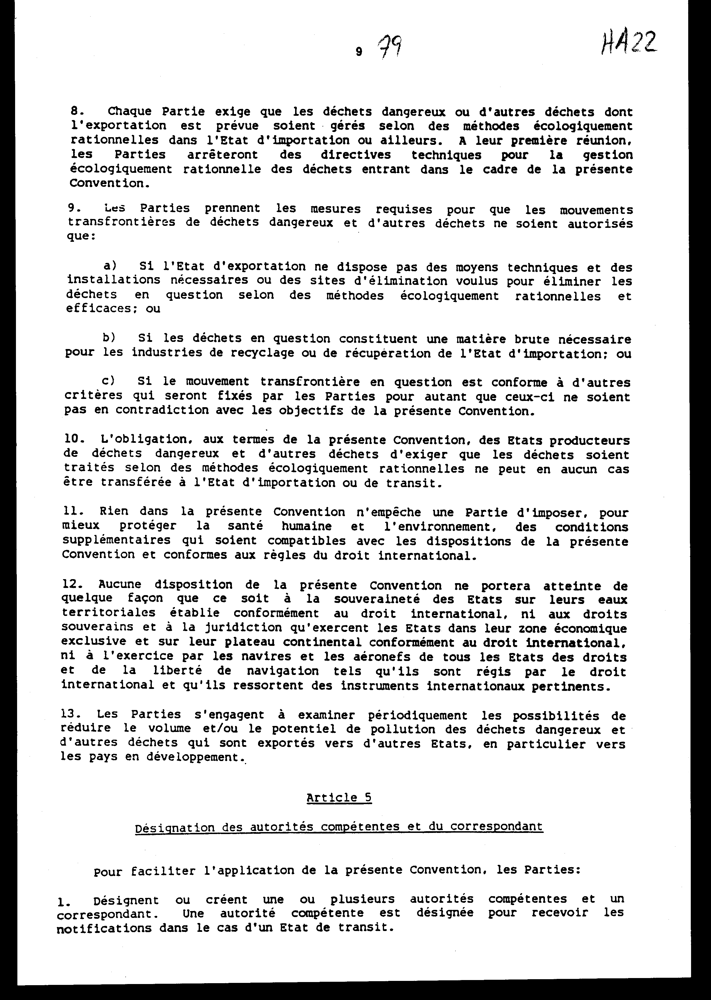 9 79 HA22
8. Chaque Partie exige que les déchets dangereux ou d'autres déchets dont
l'exportation est prévue soient gérés selon des méthodes écologiquement
rationnelles dans l'Etat d'importation ou ailleurs. A leur première réunion,
les Parties arrêteront des directives techniques pour la gestion
écologiquement rationnelle des déchets entrant dans le cadre de la présente
Convention.
9. Les Parties prennent les mesures requises pour que les mouvements
transfrontières de déchets dangereux et d'autres déchets ne soient autorisés
que:
a) Si l'Etat d'exportation ne dispose pas des moyens techniques et des
installations nécessaires ou des sites d'élimination voulus pour éliminer les
déchets en question selon des méthodes écologiquement rationnelles et
efficaces; ou
b) Si les déchets en question constituent une matière brute nécessaire
pour les industries de recyclage ou de récupération de l'Etat d'importation; ou
c) Si le mouvement transfrontière en question est conforme à d'autres
critères qui seront fixés par les Parties pour autant que ceux-ci ne soient
pas en contradiction avec les objectifs de la présente Convention.
10. L'obligation, aux termes de la présente Convention, des Etats producteurs
de déchets dangereux et d'autres déchets d'exiger que les déchets soient
traités selon des méthodes écologiquement rationnelles ne peut en aucun cas
être transférée à l'Etat d'importation ou de transit.
11. Rien dans la présente Convention n'empêche une Partie d'imposer, pour
mieux protéger la santé humaine et l'environnement, des conditions
supplémentaires qui soient compatibles avec les dispositions de la présente
Convention et conformes aux règles du droit international.
12. Aucune disposition de la présente Convention ne portera atteinte de
quelque façon que ce soit à la souveraineté des Etats sur leurs eaux
territoriales établie conformément au droit international, ni aux droits
souverains et à la juridiction qu'exercent les Etats dans leur zone économique
exclusive et sur leur plateau continental conformément au droit international,
ni à l'exercice par les navires et les aéronefs de tous les Etats des droits
et de la liberté de navigation tels qu'ils sont régis par le droit
international et qu'ils ressortent des instruments internationaux pertinents.
13. Les Parties s'engagent à examiner périodiquement les possibilités de
réduire le volume et/ou le potentiel de pollution des déchets dangereux et
d'autres déchets qui sont exportés vers d'autres Etats, en particulier vers
les pays en développement.
Article 5
Désignation des autorités compétentes et du correspondant
Pour faciliter l'application de la présente Convention, les Parties:
1. Désignent ou créent une ou plusieurs autorités compétentes et un
correspondant. Une autorité compétente est désignée pour recevoir les
notifications dans le cas d'un Etat de transit.